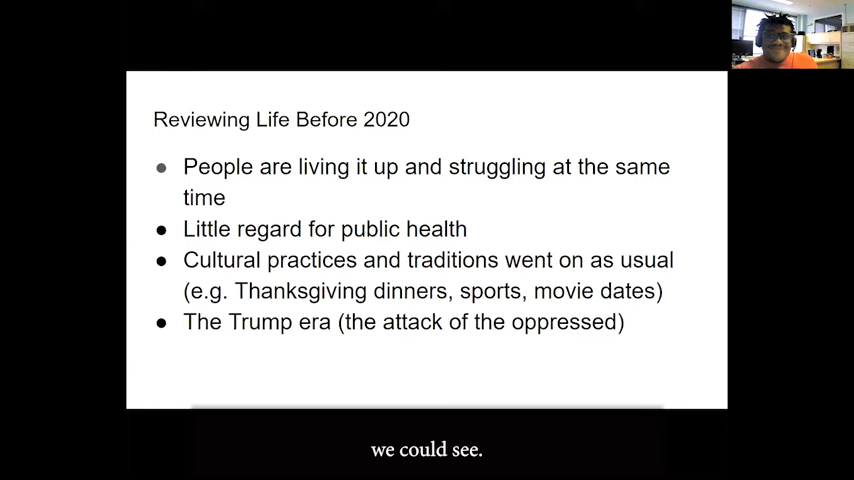 Reviewing Life Before 2020
● People are living it up and struggling at the same
time
● Little regard for public health
● Cultural practices and traditions went on as usual
(e.g. Thanksgiving dinners, sports, movie dates)
● The Trump era (the attack of the oppressed)
we could see.